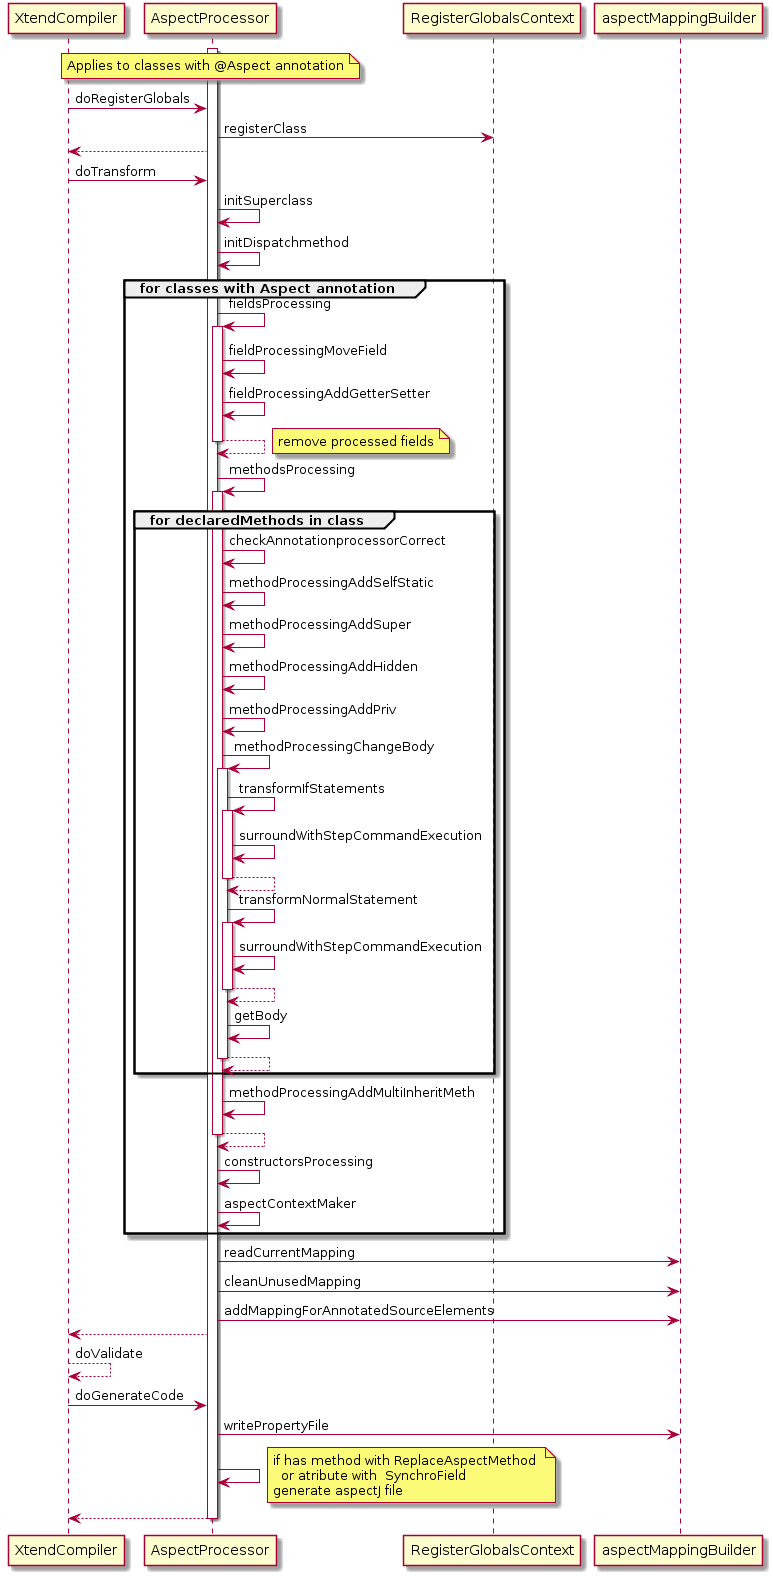 XtendCompiler
AspectProcessor
RegisterGlobalsContext
aspectMappingBuilder
Applies to classes with @Aspect annotation
doRegisterGlobals
registerClass
doTransform
initSuperclass
initDispatchmethod
for classes with Aspect annotation
fieldsProcessing
fieldProcessingMoveField
fieldProcessingAddGetterSetter
remove processed fields
methodsProcessing
for declaredMethods in class
checkAnnotationprocessorCorrect
methodProcessingAddSelfStatic
methodProcessingAddSuper
methodProcessingAddHidden
methodProcessingAddPriv
methodProcessingChangeBody
transformIfStatements
surroundWithStepCommandExecution
transformNormalStatement
surroundWithStepCommandExecution
getBody
methodProcessingAddMultiInheritMeth
constructorsProcessing
aspectContextMaker
readCurrentMapping
cleanUnusedMapping
addMappingForAnnotatedSourceElements
doValidate
doGenerateCode
writePropertyFile
if has method with ReplaceAspectMethod
or atribute with SynchroField
generate aspectJ file
XtendCompiler
AspectProcessor
RegisterGlobalsContext
aspectMappingBuilder